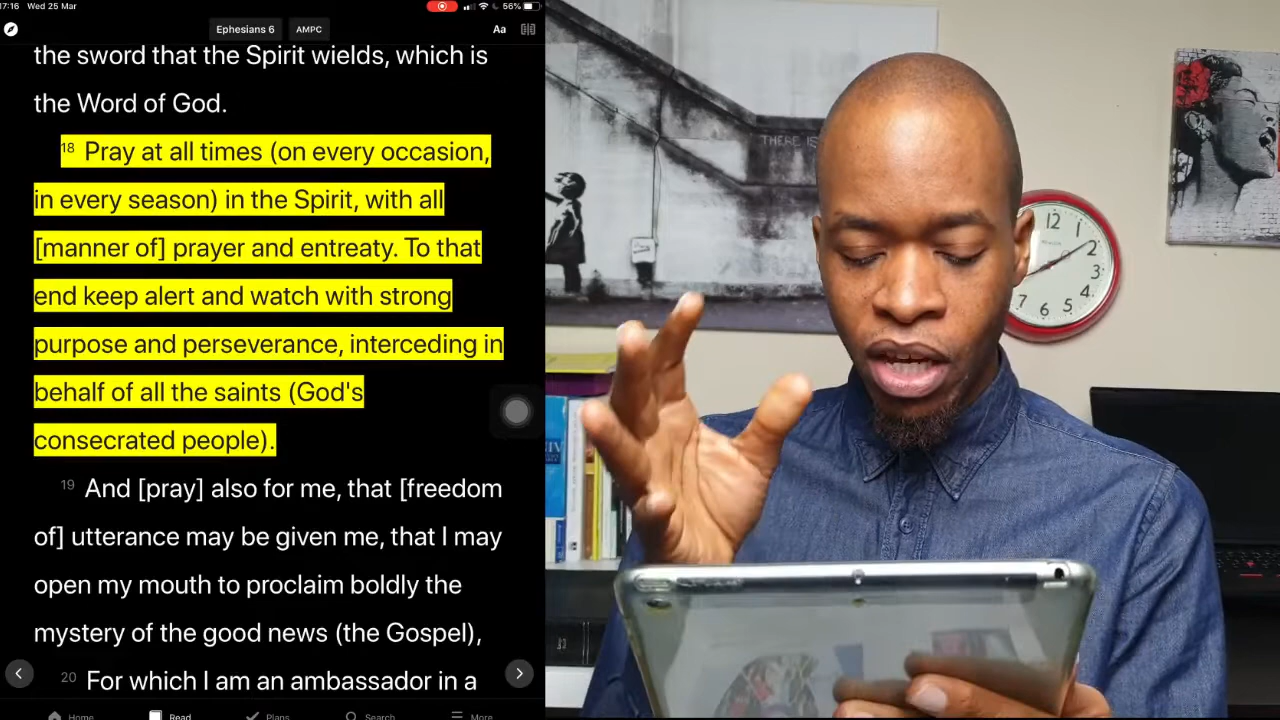 17:16 Wed 25 Mar
56%
Ephesians 6 AMPC Aa
the sword that the Spirit wields, which is
the Word of God.
18 Pray at all times (on every occasion,
in every season) in the Spirit, with all
[manner of] prayer and entreaty. To that
end keep alert and watch with strong
purpose and perseverance, interceding in
behalf of all the saints (God's
consecrated people).
19 And [pray] also for me, that [freedom
of] utterance may be given me, that I may
open my mouth to proclaim boldly the
mystery of the good news (the Gospel),
20 For which I am an ambassador in a
Home Read Plans Search More
THERE IS
NIV
12 1 2 3 4 5 6 7